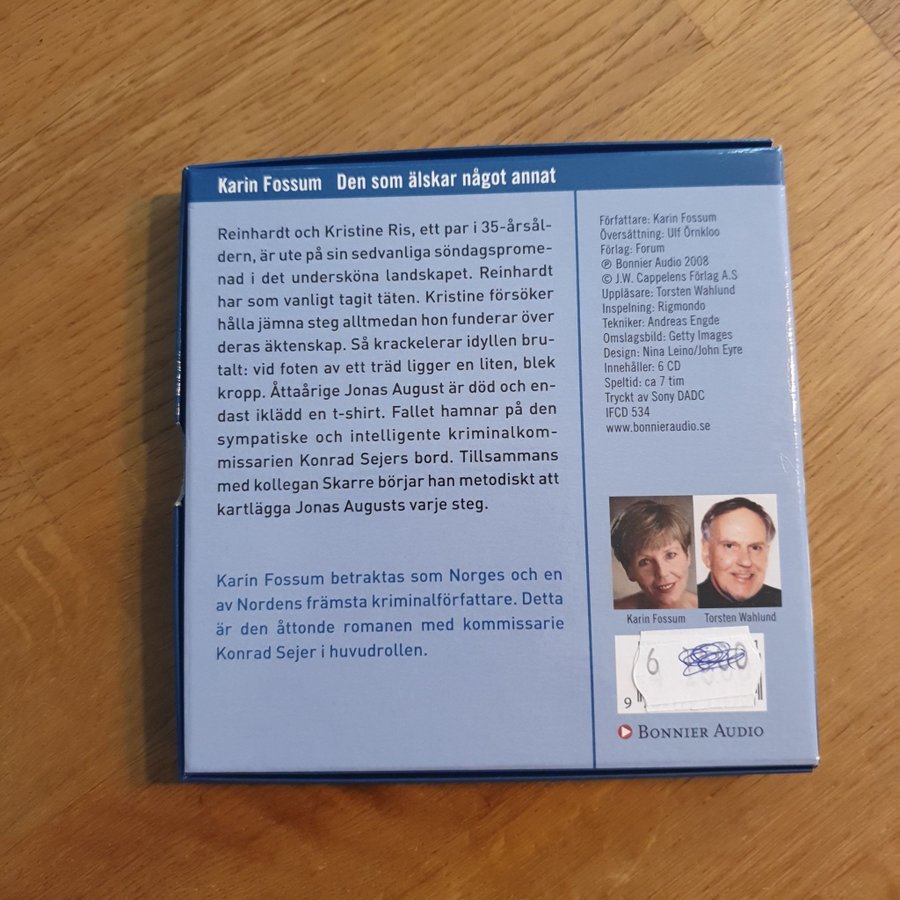 Karin Fossum Den som älskar något annat
Reinhardt och Kristine Ris, ett par i 35-årsål-
dern, är ute på sin sedvanliga söndagsprome-
nad i det undersköna landskapet. Reinhardt
har som vanligt tagit täten. Kristine försöker
hålla jämna steg alltmedan hon funderar över
deras äktenskap. Så krackelerar idyllen bru-
talt: vid foten av ett träd ligger en liten, blek
kropp. Åttaårige Jonas August är död och en-
dast iklädd en t-shirt. Fallet hamnar på den
sympatiske och intelligente kriminalkom-
missarien Konrad Sejers bord. Tillsammans
med kollegan Skarre börjar han metodiskt att
kartlägga Jonas Augusts varje steg.
Karin Fossum betraktas som Norges och en
av Nordens främsta kriminalförfattare. Detta
är den åttonde romanen med kommissarie
Konrad Sejer i huvudrollen.
Författare: Karin Fossum
Översättning: Ulf Örnkloo
Förlag: Forum
℗ Bonnier Audio 2008
© J.W. Cappelens Förlag A.S
Uppläsare: Torsten Wahlund
Inspelning: Rigmondo
Tekniker: Andreas Engde
Omslagsbild: Getty Images
Design: Nina Leino/John Eyre
Innehåller: 6 CD
Speltid: ca 7 tim
Tryckt av Sony DADC
IFCD 534
www.bonnieraudio.se
Karin Fossum Torsten Wahlund
6
9
BONNIER AUDIO